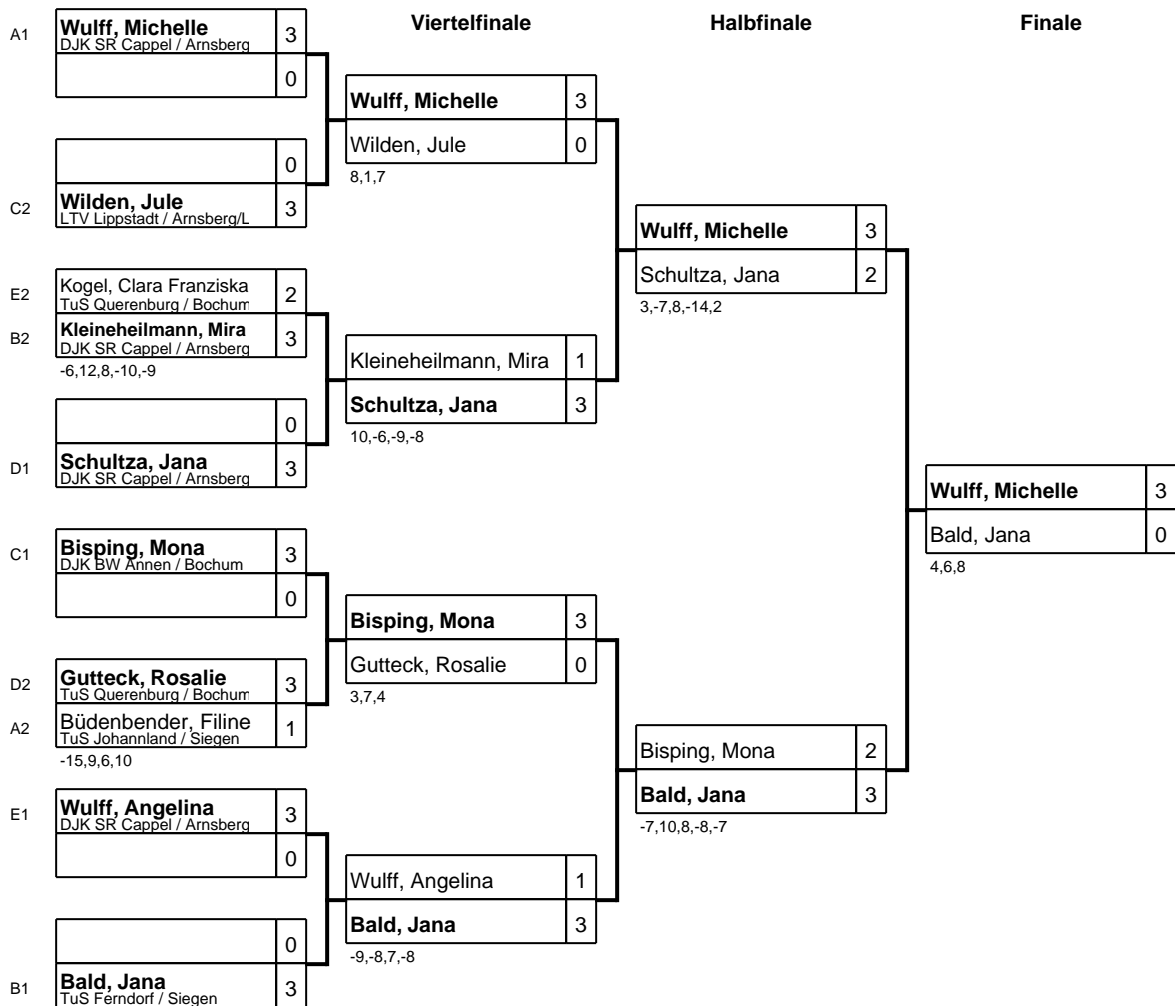 Viertelfinale
Halbfinale
Finale
A1
Wulff, Michelle 3
DJK SR Cappel / Arnsberg
0
0
C2
Wilden, Jule 3
LTV Lippstadt / Arnsberg/L
E2
Kogel, Clara Franziska 2
TuS Querenburg / Bochum
B2
Kleineheilmann, Mira 3
DJK SR Cappel / Arnsberg
-6,12,8,-10,-9
0
D1
Schultza, Jana 3
DJK SR Cappel / Arnsberg
C1
Bisping, Mona 3
DJK BW Annen / Bochum
0
D2
Gutteck, Rosalie 3
TuS Querenburg / Bochum
A2
Büdenbender, Filine 1
TuS Johannland / Siegen
-15,9,6,10
E1
Wulff, Angelina 3
DJK SR Cappel / Arnsberg
0
0
B1
Bald, Jana 3
TuS Ferndorf / Siegen
Wulff, Michelle 3
Wilden, Jule 0
8,1,7
Kleineheilmann, Mira 1
Schultza, Jana 3
10,-6,-9,-8
Bisping, Mona 3
Gutteck, Rosalie 0
3,7,4
Wulff, Angelina 1
Bald, Jana 3
-9,-8,7,-8
Wulff, Michelle 3
Schultza, Jana 2
3,-7,8,-14,2
Bisping, Mona 2
Bald, Jana 3
-7,10,8,-8,-7
Wulff, Michelle 3
Bald, Jana 0
4,6,8